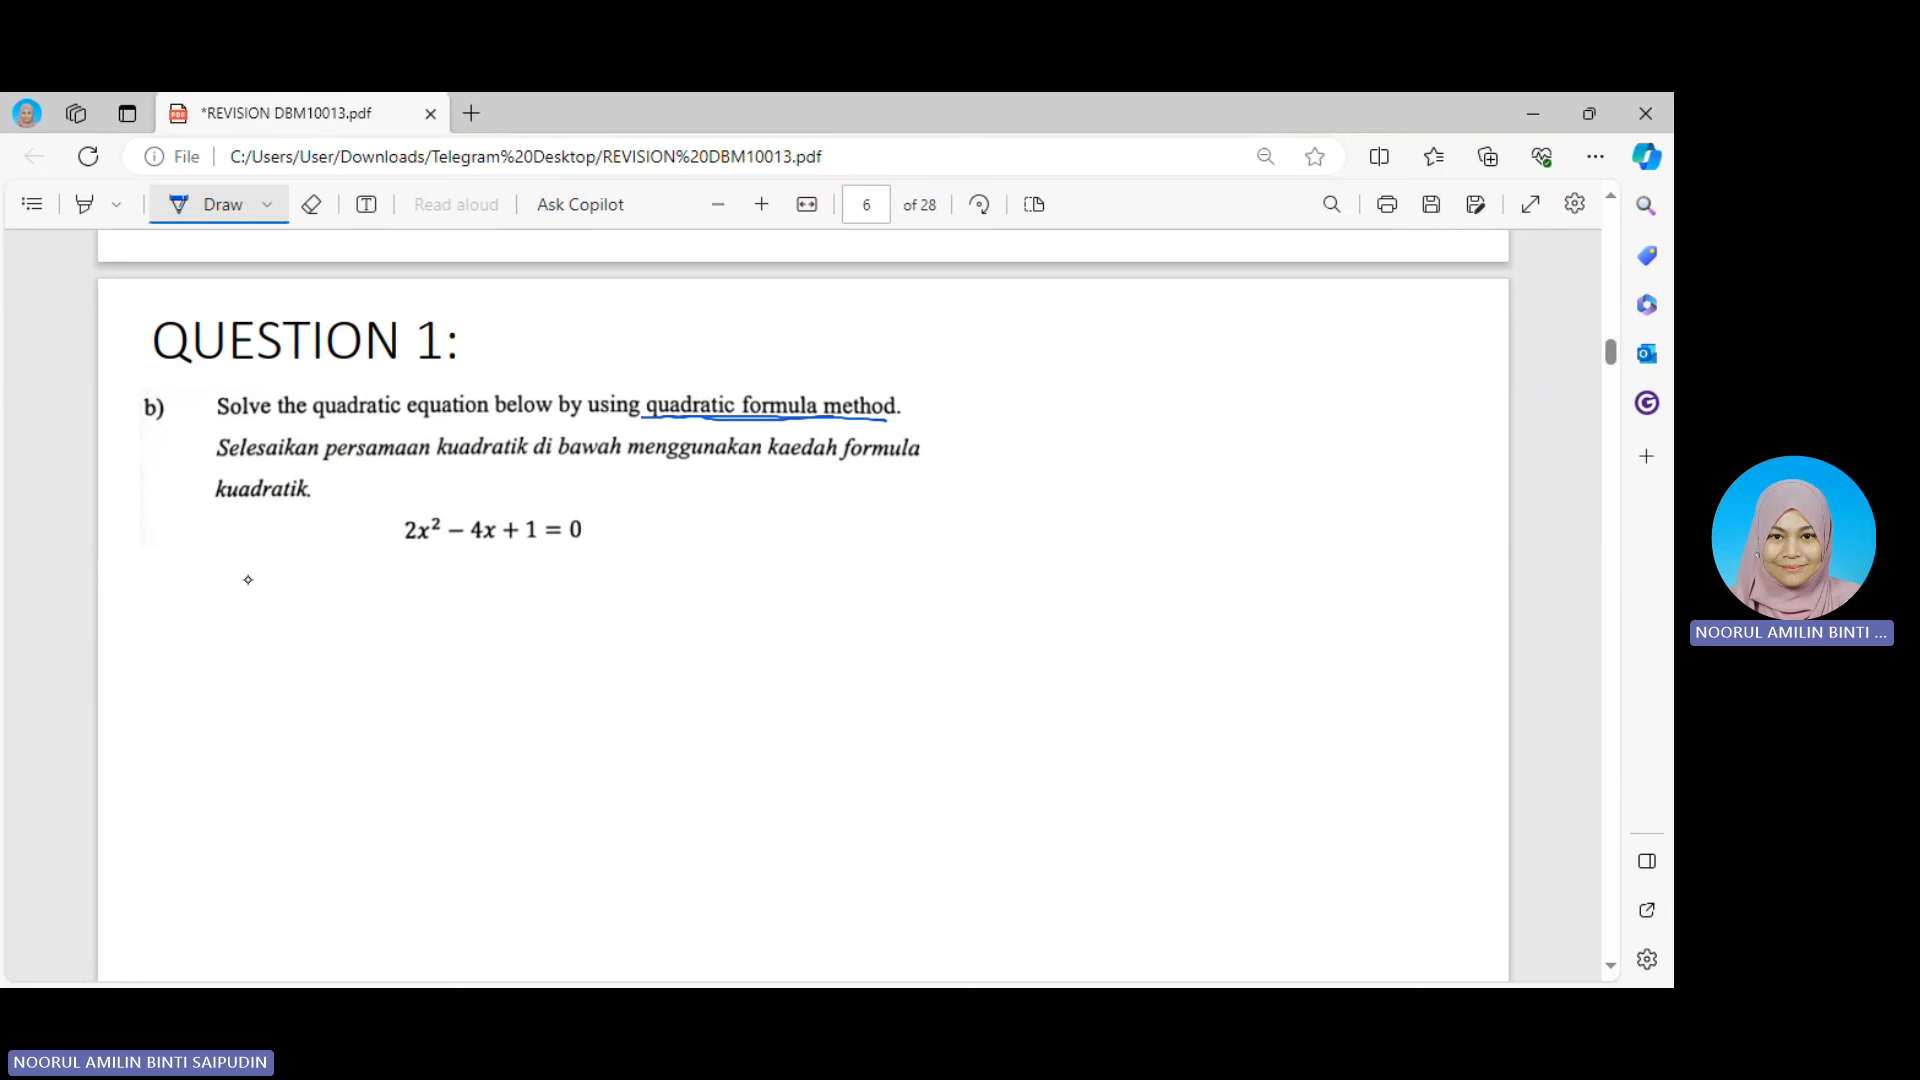 *REVISION DBM10013.pdf
File
C:/Users/User/Downloads/Telegram%20Desktop/REVISION%20DBM10013.pdf
Draw
Read aloud
Ask Copilot
6
of 28
QUESTION 1:
b) Solve the quadratic equation below by using quadratic formula method.
Selesaikan persamaan kuadratik di bawah menggunakan kaedah formula
kuadratik.
2x² − 4x + 1 = 0
NOORUL AMILIN BINTI ...
NOORUL AMILIN BINTI SAIPUDIN